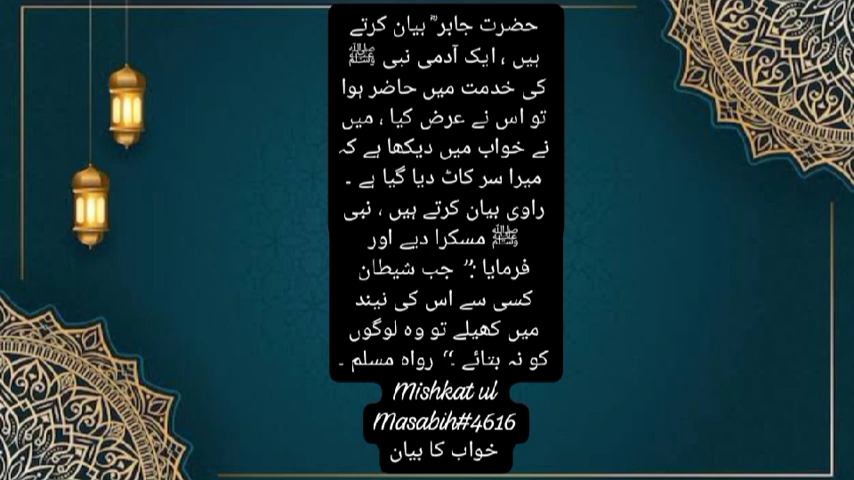 حضرت جابر ؓ بیان کرتے
ہیں ، ایک آدمی نبی ﷺ
کی خدمت میں حاضر ہوا
تو اس نے عرض کیا ، میں
نے خواب میں دیکھا ہے کہ
میرا سر کاٹ دیا گیا ہے ۔
راوی بیان کرتے ہیں ، نبی
ﷺ مسکرا دیے اور
فرمایا :’’ جب شیطان
کسی سے اس کی نیند
میں کھیلے تو وہ لوگوں
کو نہ بتائے ۔‘‘ رواہ مسلم ۔
Mishkat ul
Masabih#4616
خواب کا بیان